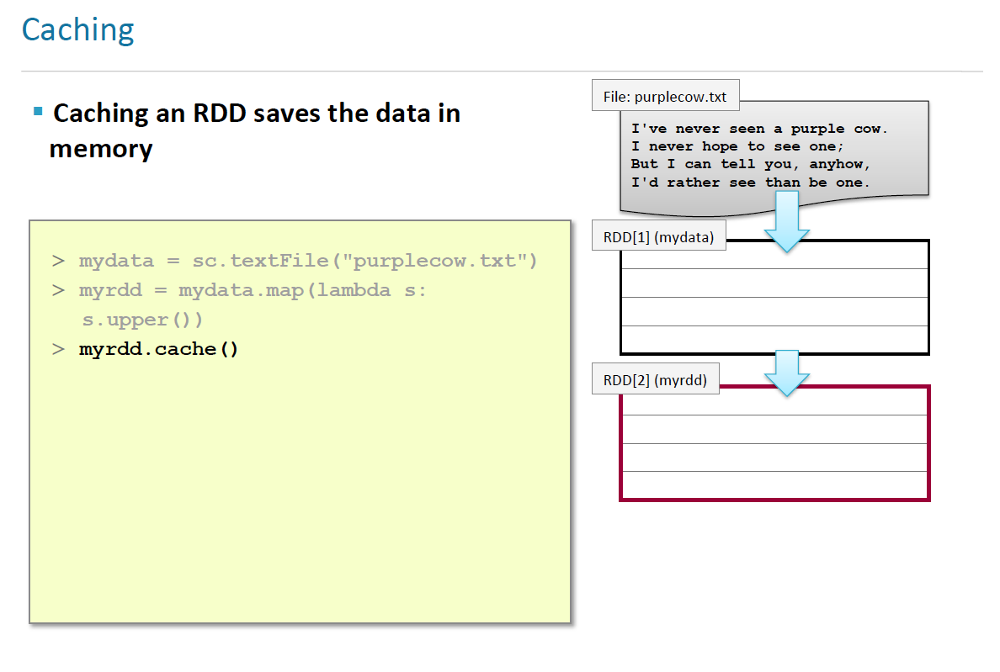 Caching
Caching an RDD saves the data in
memory
> mydata = sc.textFile("purplecow.txt")
> myrdd = mydata.map(lambda s:
s.upper())
> myrdd.cache()
File: purplecow.txt
I've never seen a purple cow.
I never hope to see one;
But I can tell you, anyhow,
I'd rather see than be one.
RDD[1] (mydata)
RDD[2] (myrdd)